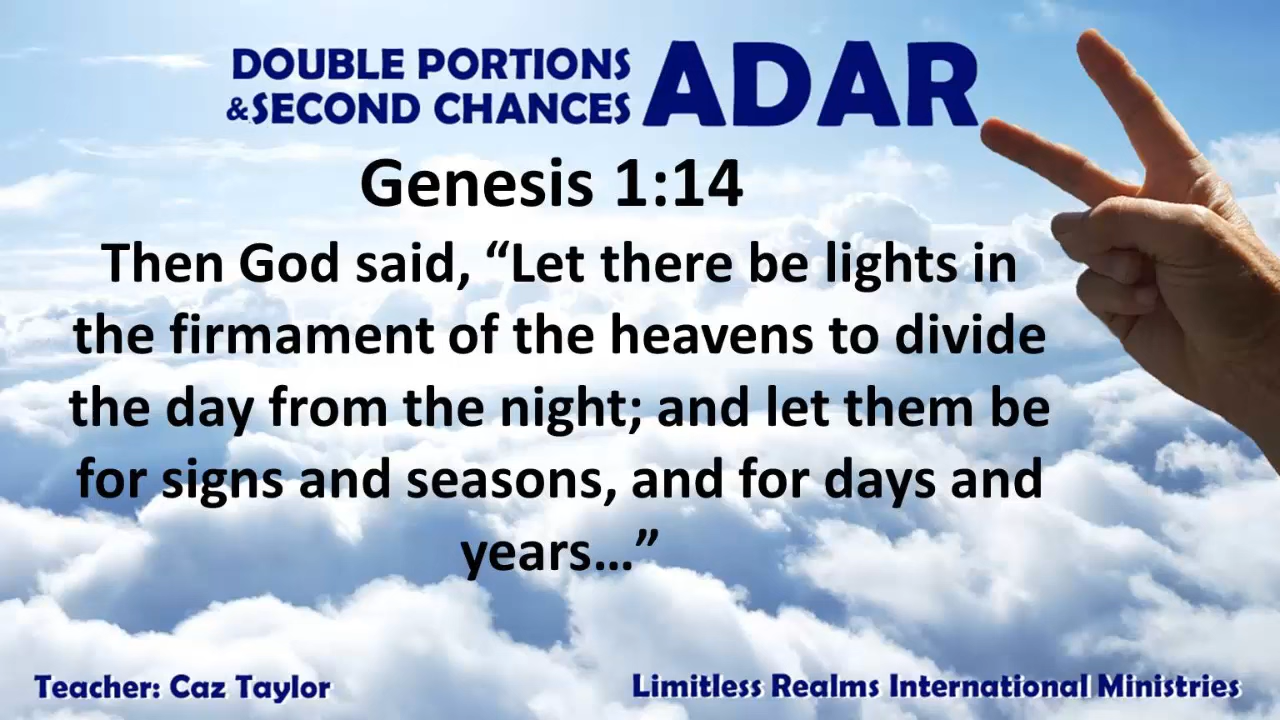 DOUBLE PORTIONS
&SECOND CHANCES
ADAR
Genesis 1:14
Then God said, “Let there be lights in
the firmament of the heavens to divide
the day from the night; and let them be
for signs and seasons, and for days and
years…”
Teacher: Caz Taylor
Limitless Realms International Ministries